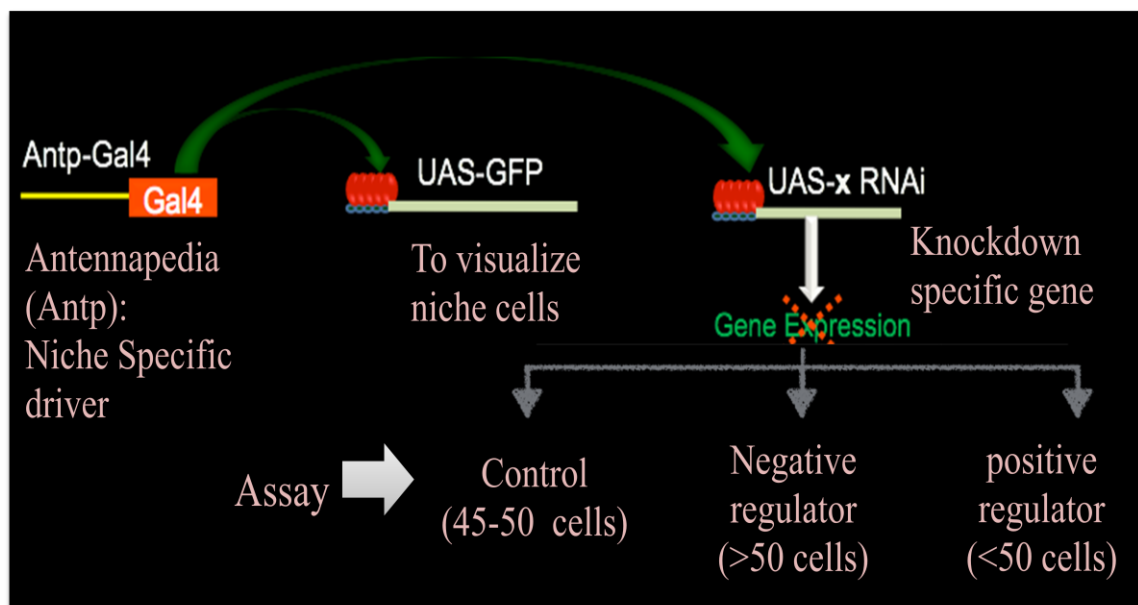 Antp-Gal4
Gal4
Antennapedia
(Antp):
Niche Specific
driver
UAS-GFP
To visualize
niche cells
UAS-x RNAi
Knockdown
specific gene
Gene Expression
Assay
Control
(45-50 cells)
Negative
regulator
(>50 cells)
positive
regulator
(<50 cells)